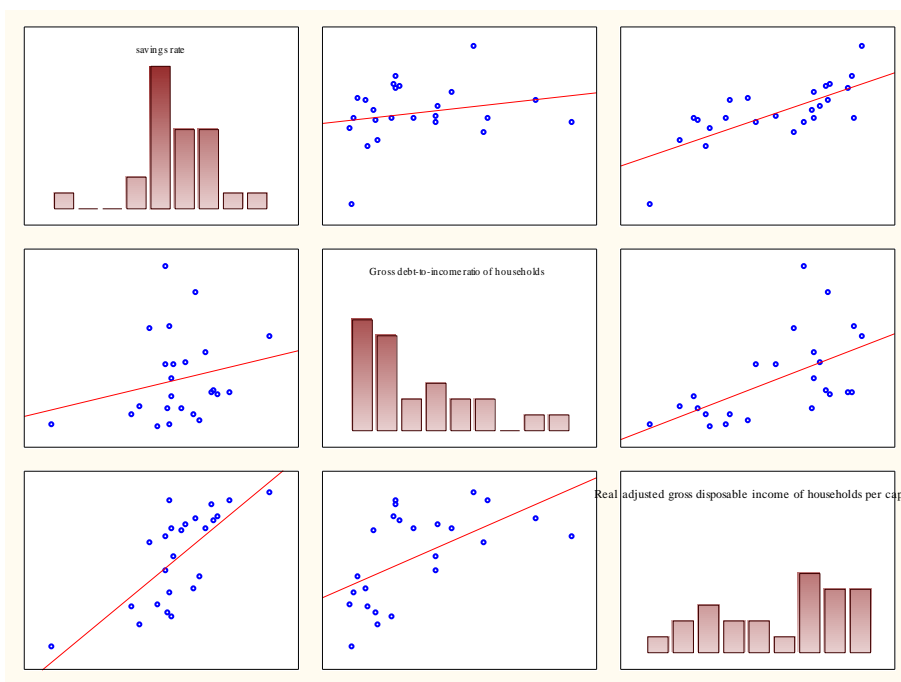 savings rate
Gross debt-to-income ratio of households
Real adjusted gross disposable income of households per cap